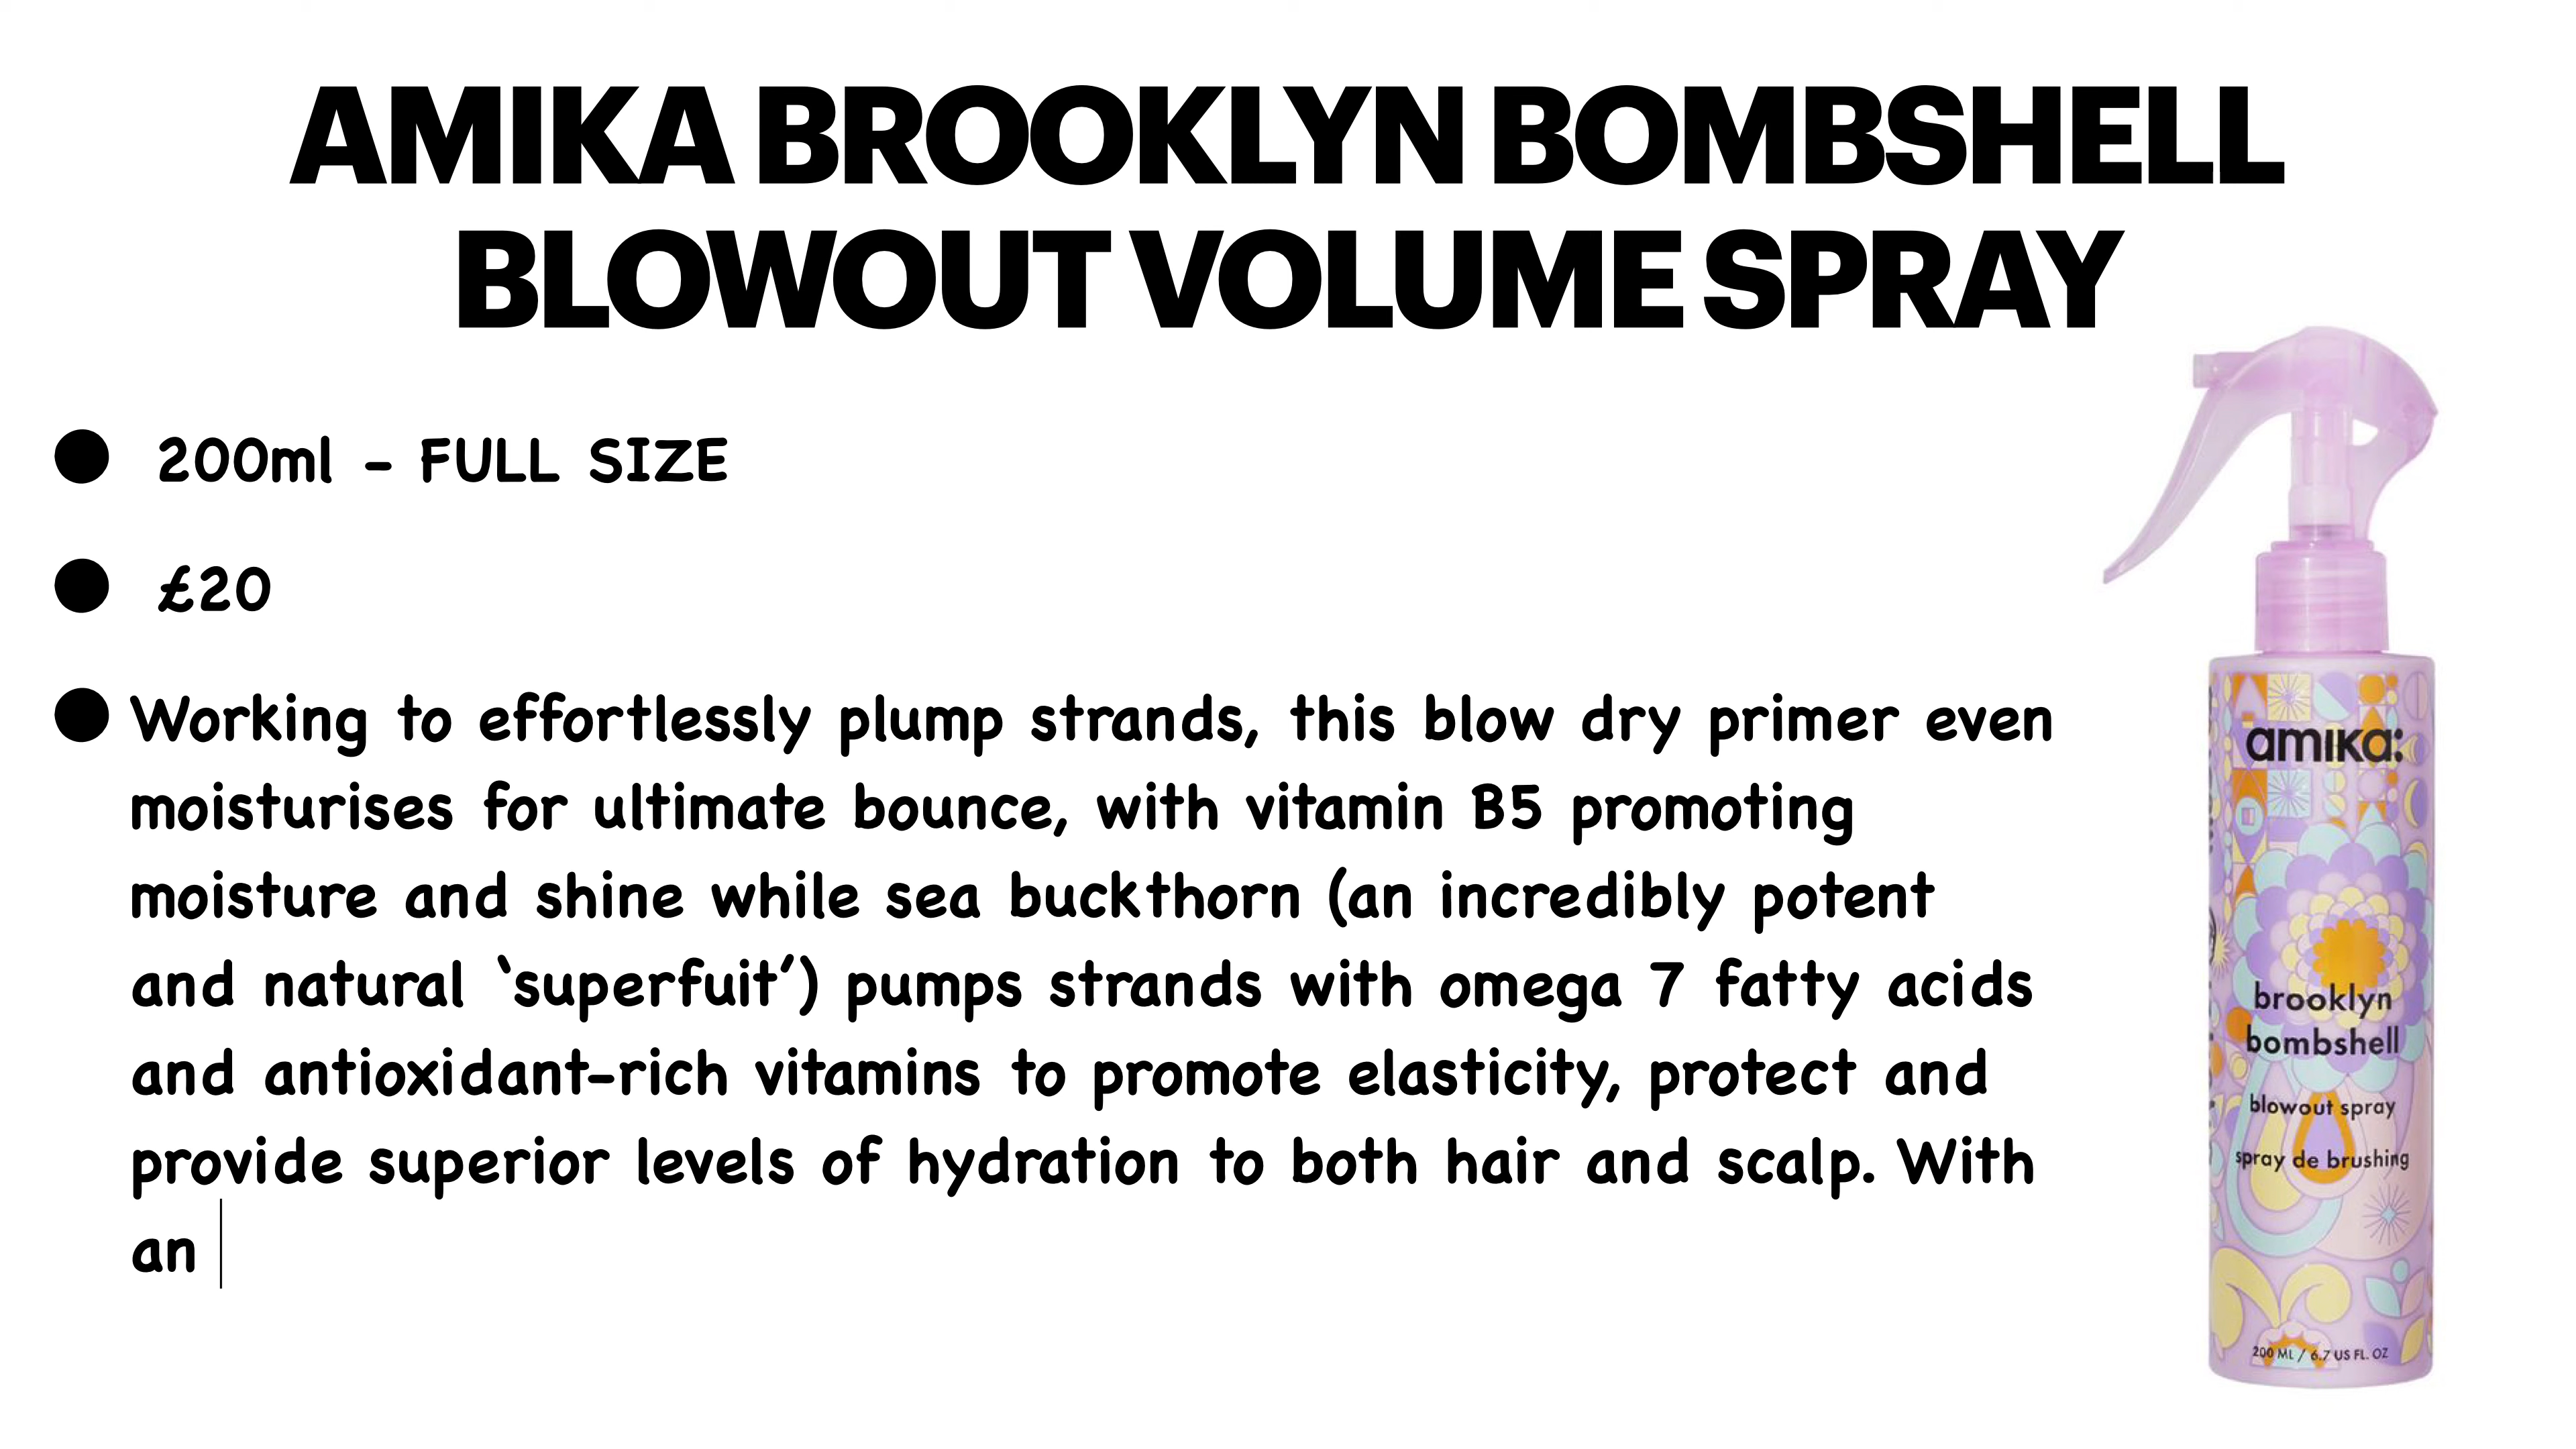 AMIKA BROOKLYN BOMBSHELL
BLOWOUT VOLUME SPRAY
200ml - FULL SIZE
£20
Working to effortlessly plump strands, this blow dry primer even
moisturises for ultimate bounce, with vitamin B5 promoting
moisture and shine while sea buckthorn (an incredibly potent
and natural ‘superfuit’) pumps strands with omega 7 fatty acids
and antioxidant-rich vitamins to promote elasticity, protect and
provide superior levels of hydration to both hair and scalp. With
an
amika:
brooklyn
bombshell
blowout spray
spray de brushing
200 ML / 6.7 US FL. OZ